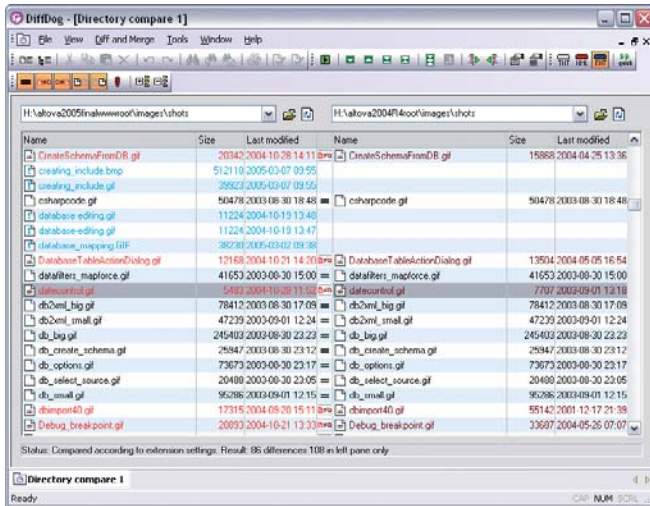 DiffDog - [Directory compare 1]
File View Diff and Merge Tools Window Help
H:\altova2005finalwwwroot\images\shots H:\altova2004R4root\images\shots
Name Size Last modified Name Size Last modified
CreateSchemaFromDB.gif 20342 2004-10-28 14:11 CreateSchemaFromDB.gif 15868 2004-04-25 13:36
creating_include.bmp 512118 2005-03-07 09:55
creating_include.gif 39923 2005-03-07 09:55
csharpcode.gif 50478 2003-08-30 18:48 csharpcode.gif 50478 2003-08-30 18:48
database-editing.gif 11224 2004-10-19 13:48
database-editing.gif 11224 2004-10-19 13:47
database_mapping.GIF 38230 2005-03-02 09:38
DatabaseTableActionDialog.gif 12168 2004-10-21 14:20 DatabaseTableActionDialog.gif 13504 2004-05-05 16:54
datafilters_mapforce.gif 41653 2003-08-30 15:00 datafilters_mapforce.gif 41653 2003-08-30 15:00
datecontrol.gif 5483 2004-10-28 11:52 datecontrol.gif 7707 2003-09-01 13:18
db2xml_big.gif 78412 2003-08-30 17:09 db2xml_big.gif 78412 2003-08-30 17:09
db2xml_small.gif 47239 2003-09-01 12:24 db2xml_small.gif 47239 2003-09-01 12:24
db_big.gif 245403 2003-08-30 23:23 db_big.gif 245403 2003-08-30 23:23
db_create_schema.gif 25947 2003-08-30 23:12 db_create_schema.gif 25947 2003-08-30 23:12
db_options.gif 73673 2003-08-30 23:17 db_options.gif 73673 2003-08-30 23:17
db_select_source.gif 20480 2003-08-30 23:05 db_select_source.gif 20480 2003-08-30 23:05
db_small.gif 95286 2003-09-01 12:15 db_small.gif 95286 2003-09-01 12:15
dbimport40.gif 17315 2004-09-20 15:11 dbimport40.gif 55142 2001-12-17 21:39
Debug_breakpoint.gif 20893 2004-10-21 13:33 Debug_breakpoint.gif 33687 2004-05-26 07:07
Status: Compared according to extension settings. Result: 86 differences 108 in left pane only
Directory compare 1
Ready CAP NUM SCRL